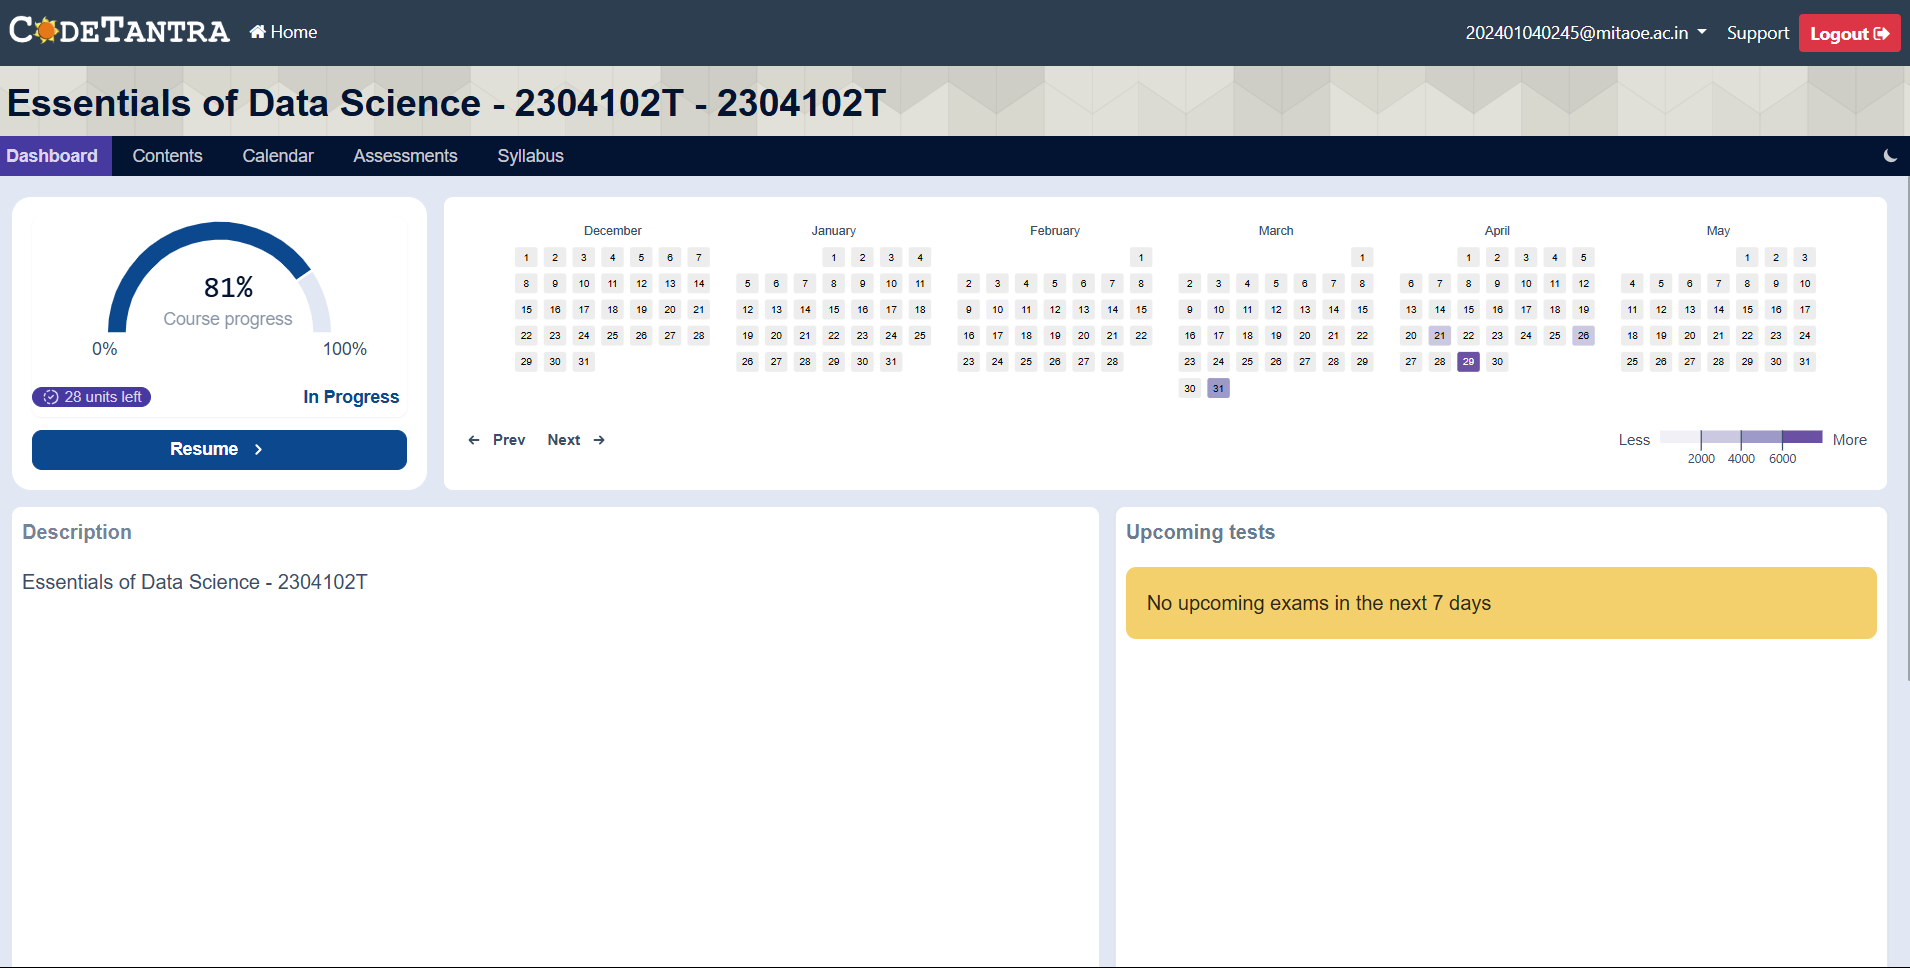 CODETANTRA Home 202401040245@mitaoe.ac.in Support Logout
Essentials of Data Science - 2304102T - 2304102T
Dashboard Contents Calendar Assessments Syllabus
81%
Course progress
0% 100%
28 units left In Progress
Resume
December
1 2 3 4 5 6 7
8 9 10 11 12 13 14
15 16 17 18 19 20 21
22 23 24 25 26 27 28
29 30 31
January
1 2 3 4
5 6 7 8 9 10 11
12 13 14 15 16 17 18
19 20 21 22 23 24 25
26 27 28 29 30 31
February
1
2 3 4 5 6 7 8
9 10 11 12 13 14 15
16 17 18 19 20 21 22
23 24 25 26 27 28
March
1
2 3 4 5 6 7 8
9 10 11 12 13 14 15
16 17 18 19 20 21 22
23 24 25 26 27 28 29
30 31
April
1 2 3 4 5
6 7 8 9 10 11 12
13 14 15 16 17 18 19
20 21 22 23 24 25 26
27 28 29 30
May
1 2 3
4 5 6 7 8 9 10
11 12 13 14 15 16 17
18 19 20 21 22 23 24
25 26 27 28 29 30 31
Prev Next
Less More
2000 4000 6000
Description
Essentials of Data Science - 2304102T
Upcoming tests
No upcoming exams in the next 7 days